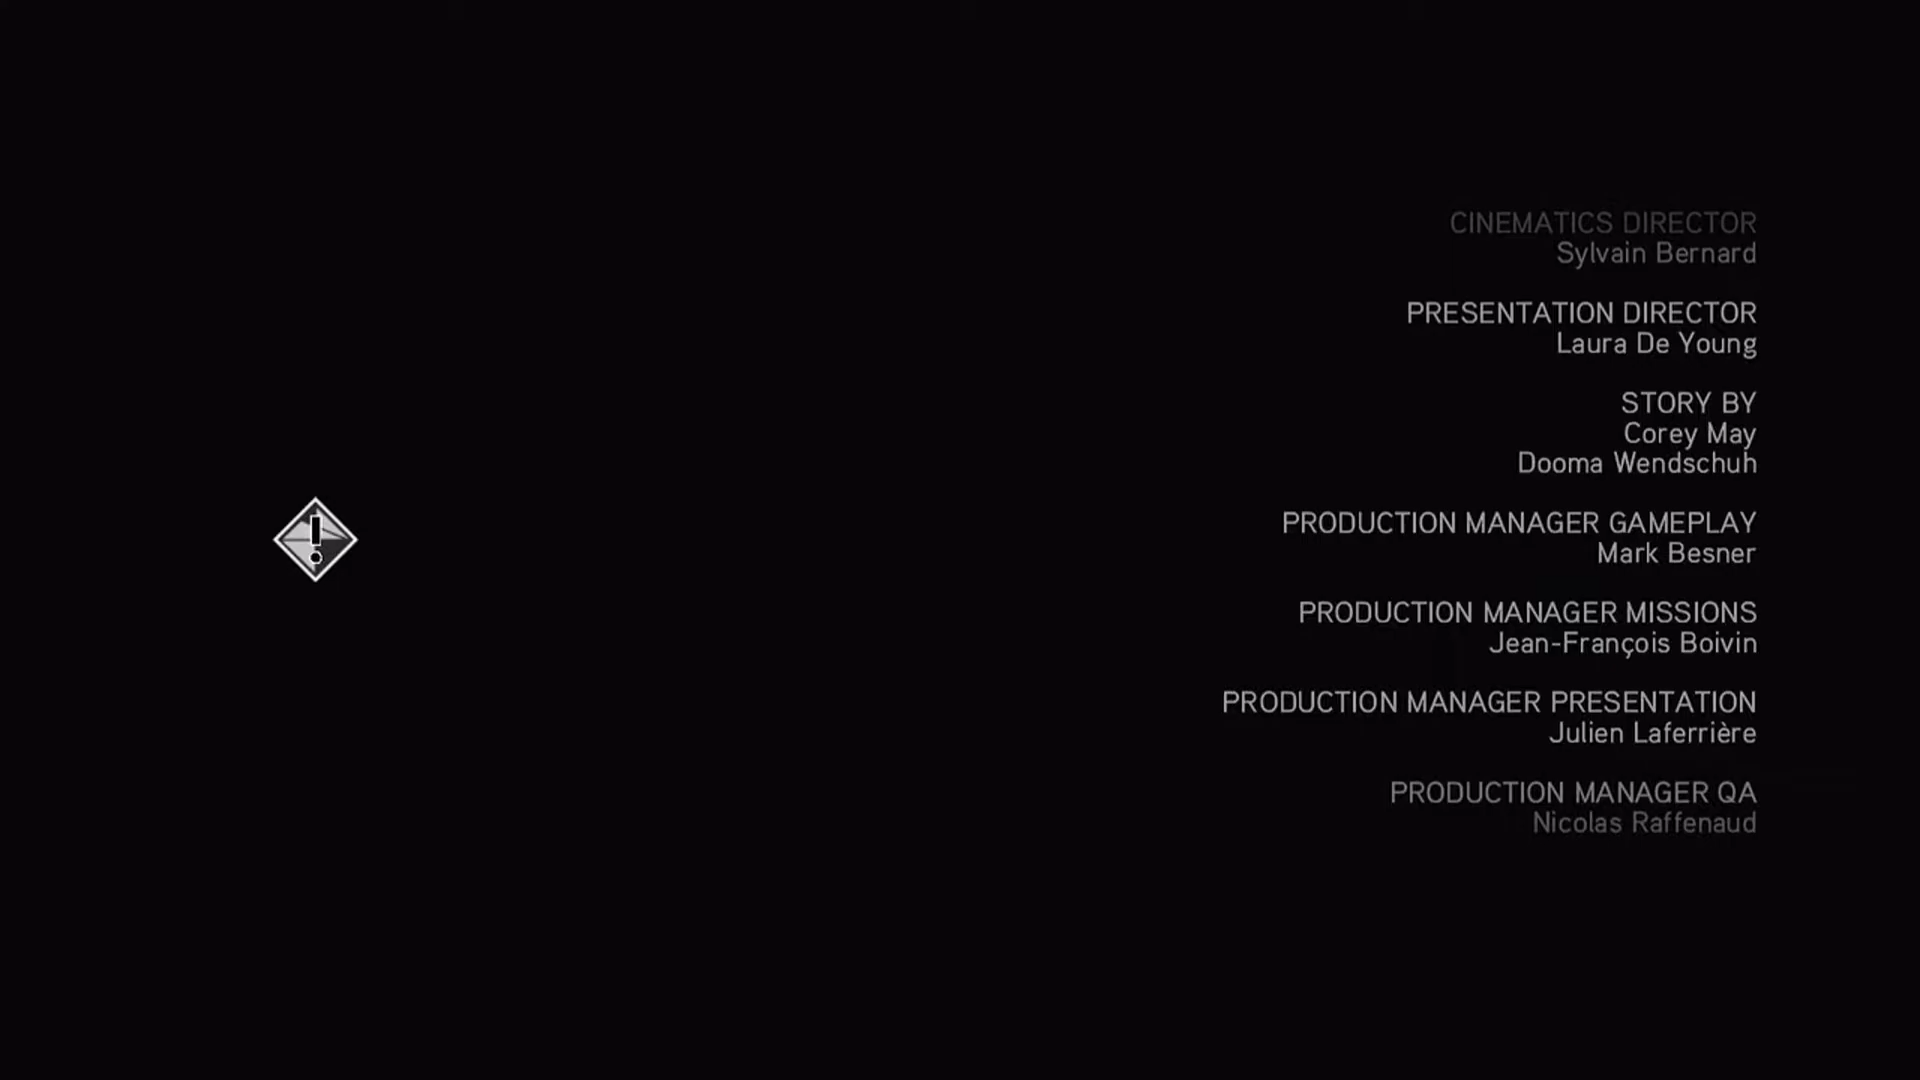 CINEMATICS DIRECTOR
Sylvain Bernard
PRESENTATION DIRECTOR
Laura De Young
STORY BY
Corey May
Dooma Wendschuh
PRODUCTION MANAGER GAMEPLAY
Mark Besner
PRODUCTION MANAGER MISSIONS
Jean-François Boivin
PRODUCTION MANAGER PRESENTATION
Julien Laferrière
PRODUCTION MANAGER QA
Nicolas Raffenaud